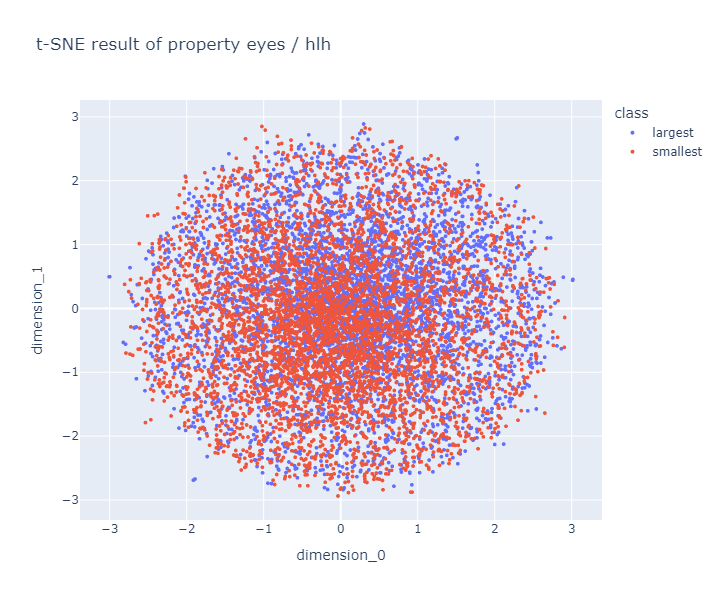 t-SNE result of property eyes / hlh
class
largest
smallest
3
2
1
0
−1
−2
−3
dimension_1
−3
−2
−1
0
1
2
3
dimension_0